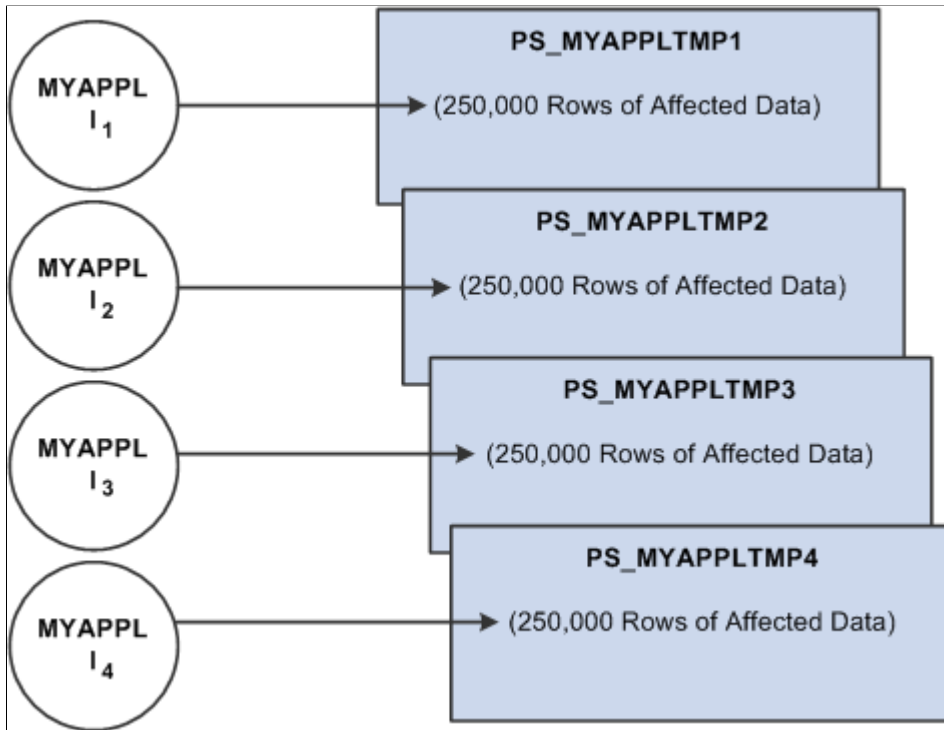 MYAPPL
I1
PS_MYAPPLTMP1
(250,000 Rows of Affected Data)
MYAPPL
I2
PS_MYAPPLTMP2
(250,000 Rows of Affected Data)
MYAPPL
I3
PS_MYAPPLTMP3
(250,000 Rows of Affected Data)
MYAPPL
I4
PS_MYAPPLTMP4
(250,000 Rows of Affected Data)